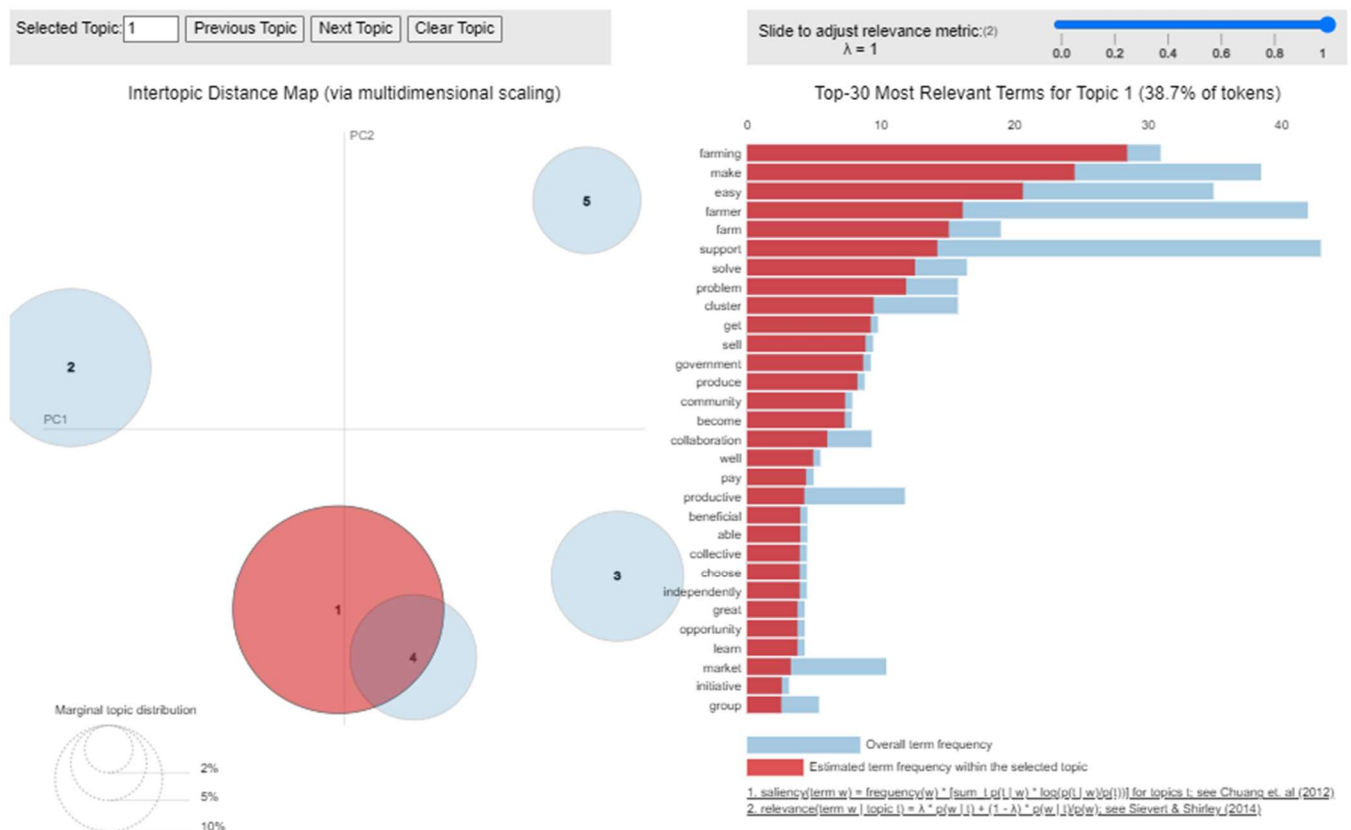 Selected Topic: 1 Previous Topic Next Topic Clear Topic
Slide to adjust relevance metric:(2)
λ = 1
0.0 0.2 0.4 0.6 0.8 1
Intertopic Distance Map (via multidimensional scaling)
PC2
5
2
PC1
1
3
4
Marginal topic distribution
2%
5%
10%
Top-30 Most Relevant Terms for Topic 1 (38.7% of tokens)
0 10 20 30 40
farming
make
easy
farmer
farm
support
solve
problem
cluster
get
sell
government
produce
community
become
collaboration
well
pay
productive
beneficial
able
collective
choose
independently
great
opportunity
learn
market
initiative
group
Overall term frequency
Estimated term frequency within the selected topic
1. saliency(term w) = frequency(w) * [sum_t p(t | w) * log(p(t | w)/p(t))] for topics t; see Chuang et. al (2012)
2. relevance(term w | topic t) = λ * p(w | t) + (1 - λ) * p(w | t)/p(w); see Sievert & Shirley (2014)